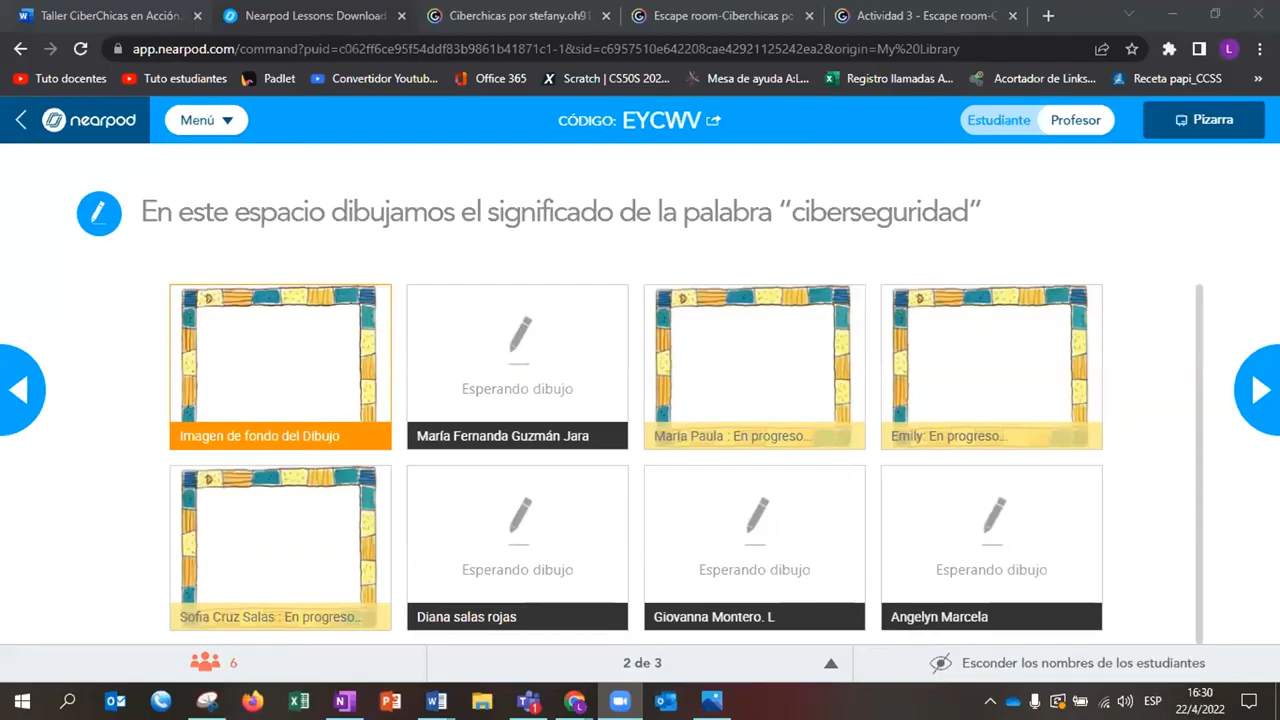 Taller CiberChicas en Acción
Nearpod Lessons: Download
Ciberchicas por stefany.oh91
Escape room-Ciberchicas po
Actividad 3 - Escape room-C
app.nearpod.com/command?puid=c062ff6ce95f54ddf83b9861b41871c1-1&sid=c6957510e642208cae42921125242ea2&origin=My%20Library
L
Tuto docentes
Tuto estudiantes
Padlet
Convertidor Youtub...
Office 365
Scratch | CS50S 202...
Mesa de ayuda A:L...
Registro llamadas A...
Acortador de Links...
Receta papi_CCSS
»
nearpod
Menú
CÓDIGO: EYCWV
Estudiante
Profesor
Pizarra
En este espacio dibujamos el significado de la palabra “ciberseguridad”
Imagen de fondo del Dibujo
Esperando dibujo
María Fernanda Guzmán Jara
María Paula : En progreso...
Emily: En progreso...
Sofia Cruz Salas : En progreso...
Esperando dibujo
Diana salas rojas
Esperando dibujo
Giovanna Montero. L
Esperando dibujo
Angelyn Marcela
6
2 de 3
Esconder los nombres de los estudiantes
ESP
16:30
22/4/2022